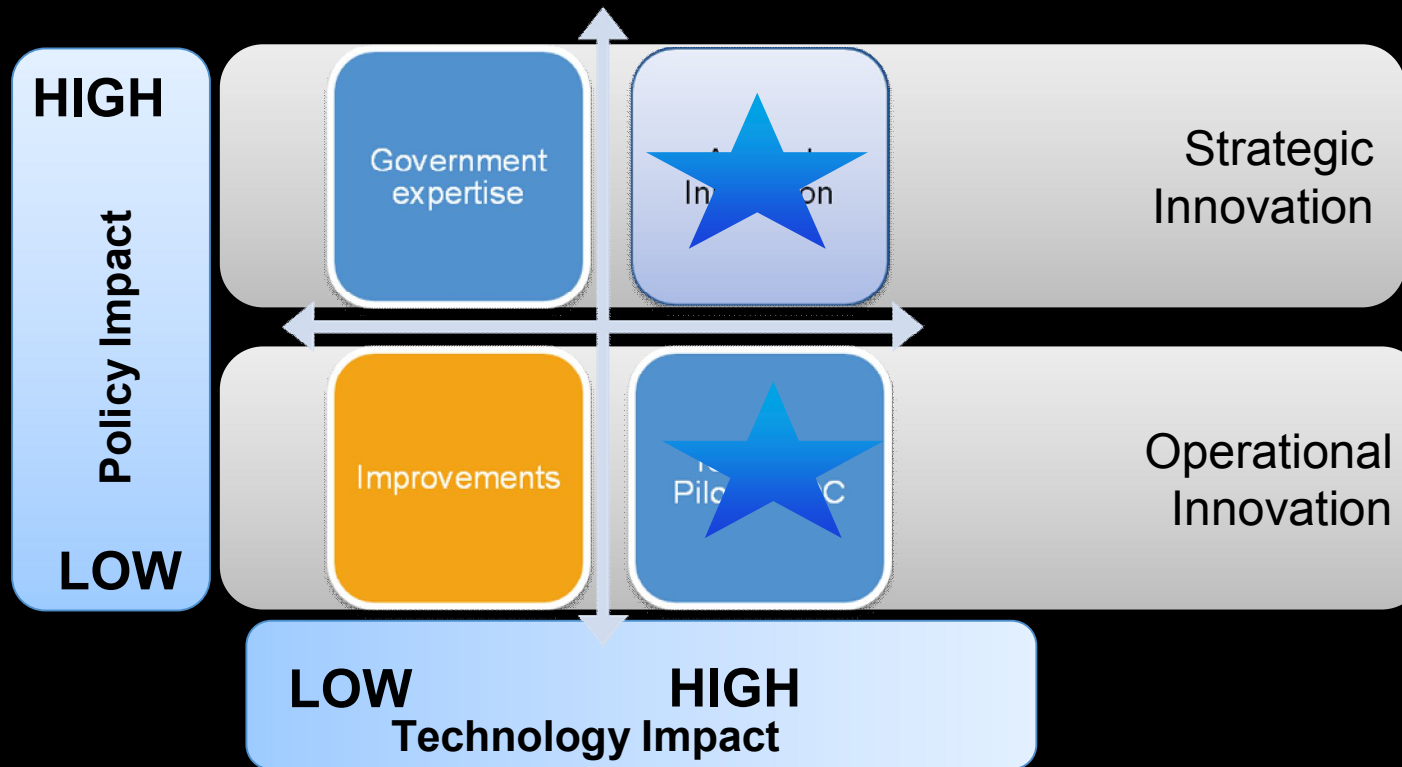 HIGH
Policy Impact
LOW
Government
expertise
Strategic
Innovation
Improvements
Operational
Innovation
LOW HIGH
Technology Impact